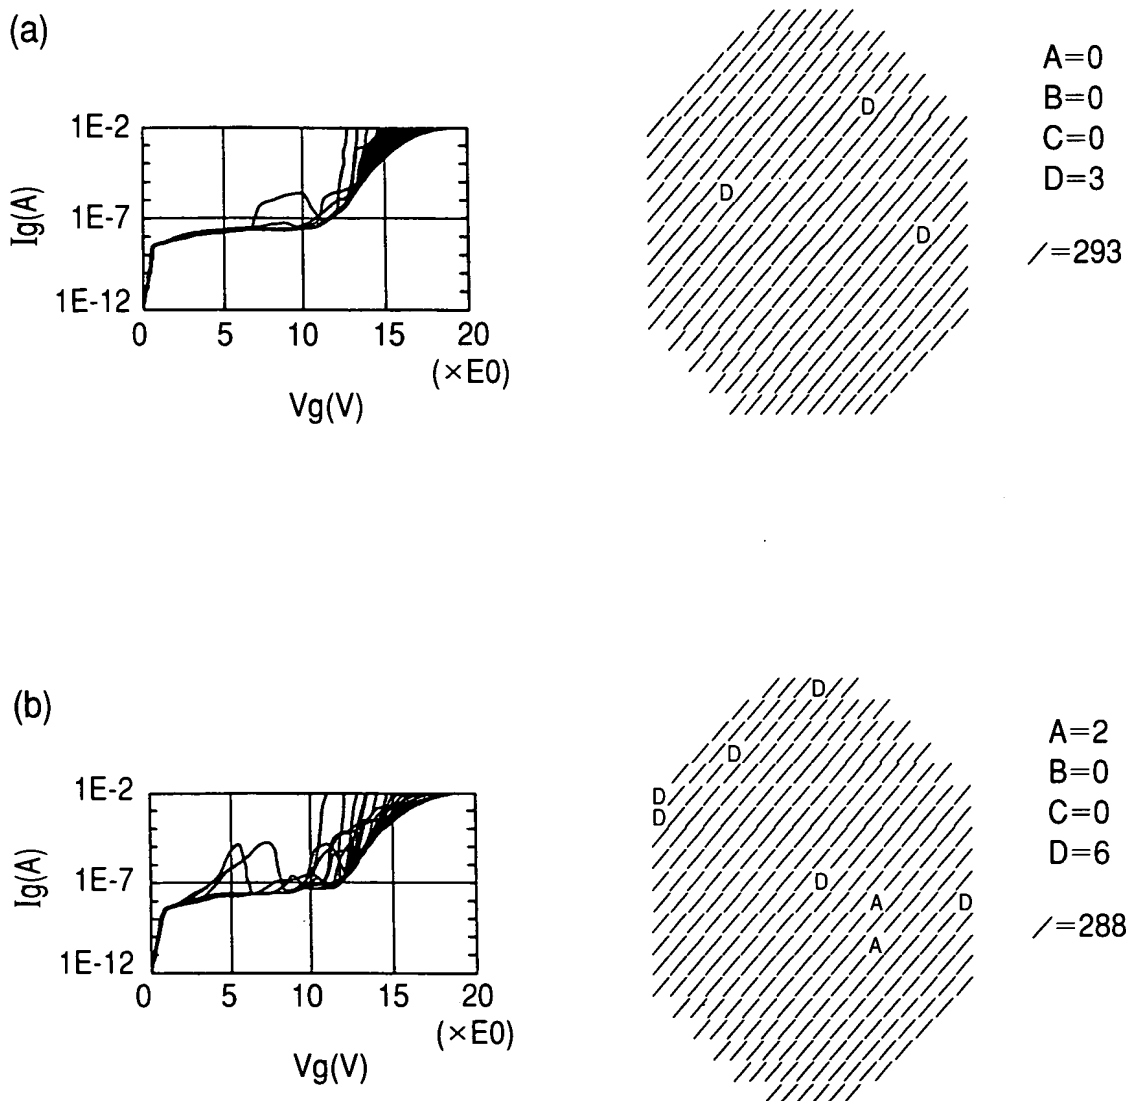 (a)
1E-2
1E-7
1E-12
Ig(A)
0 5 10 15 20
(×E0)
Vg(V)
D
D
D
A=0
B=0
C=0
D=3
/=293
(b)
1E-2
1E-7
1E-12
Ig(A)
0 5 10 15 20
(×E0)
Vg(V)
D
D
D
D
D
A D
A
A=2
B=0
C=0
D=6
/=288